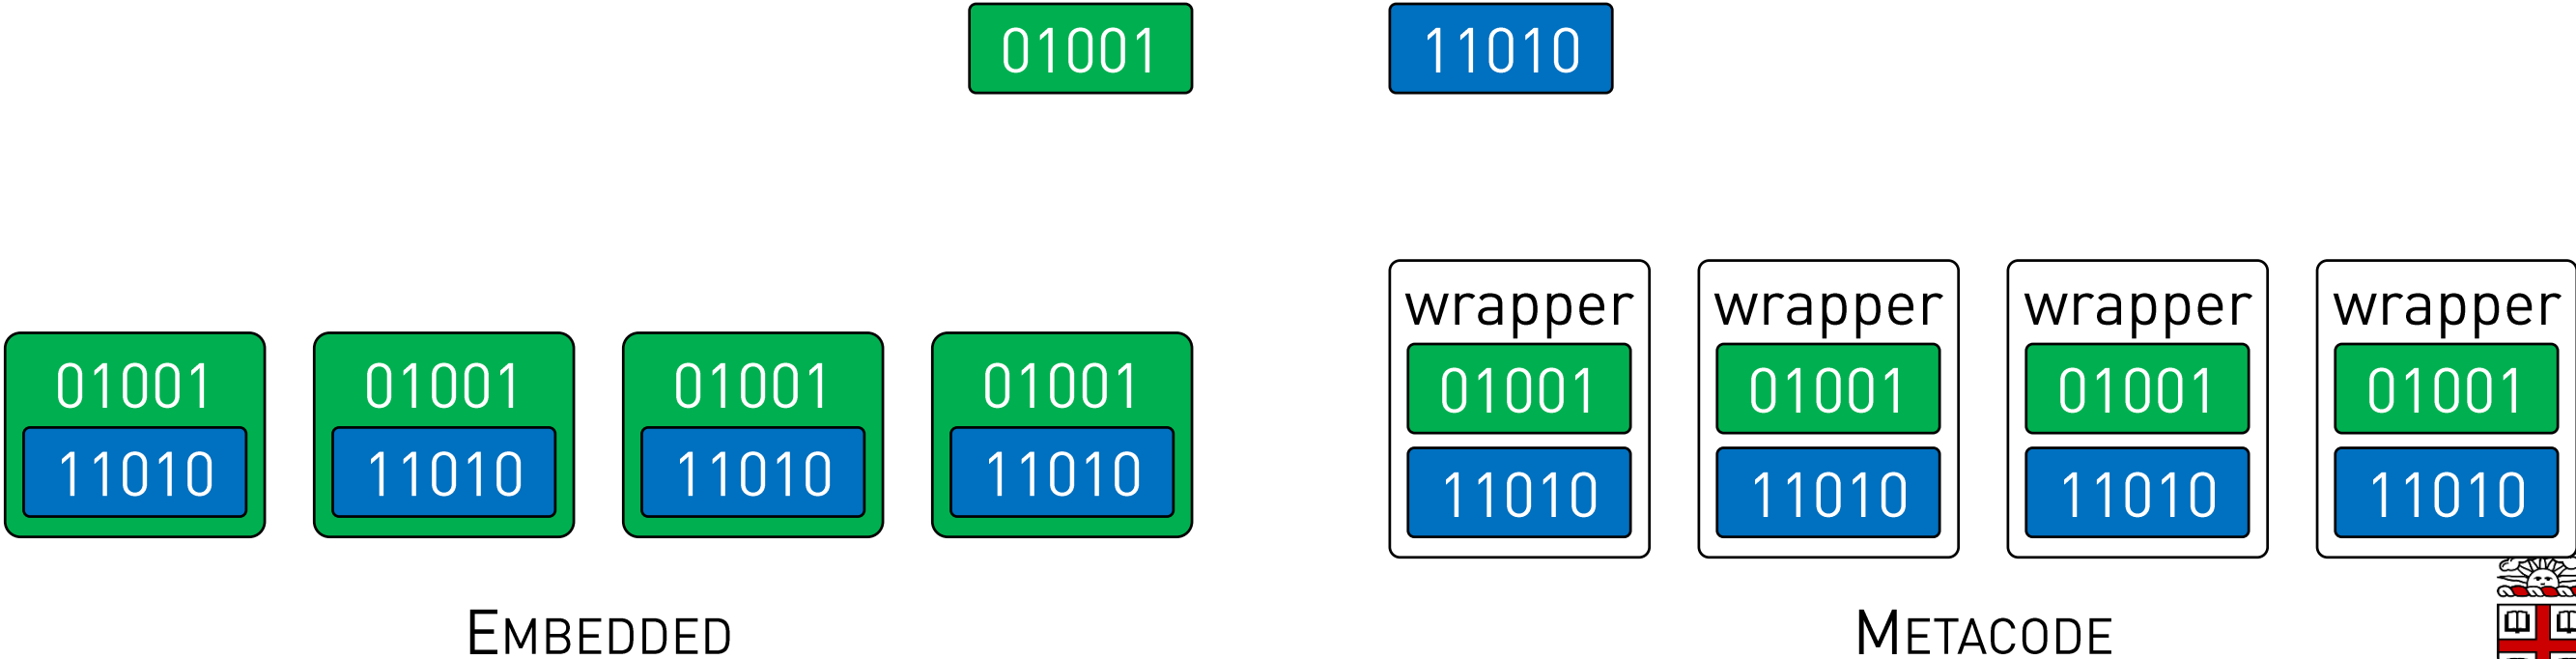 01001 11010
wrapper wrapper wrapper wrapper
01001 01001 01001 01001 01001 01001 01001 01001
11010 11010 11010 11010 11010 11010 11010 11010
EMBEDDED METACODE